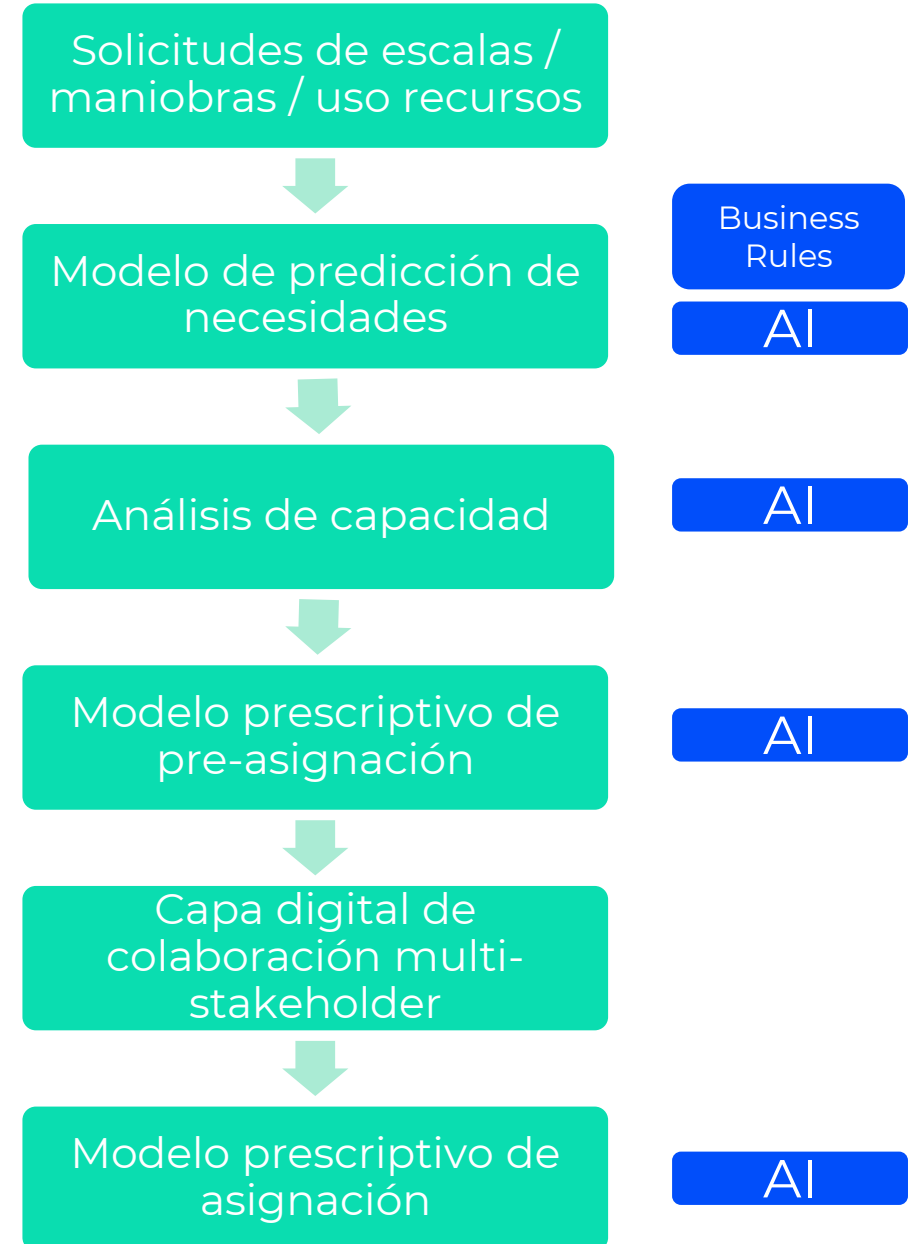 Solicitudes de escalas /
maniobras / uso recursos
Business
Rules
Modelo de predicción de
necesidades
AI
Análisis de capacidad
AI
Modelo prescriptivo de
pre-asignación
AI
Capa digital de
colaboración multi-
stakeholder
Modelo prescriptivo de
asignación
AI